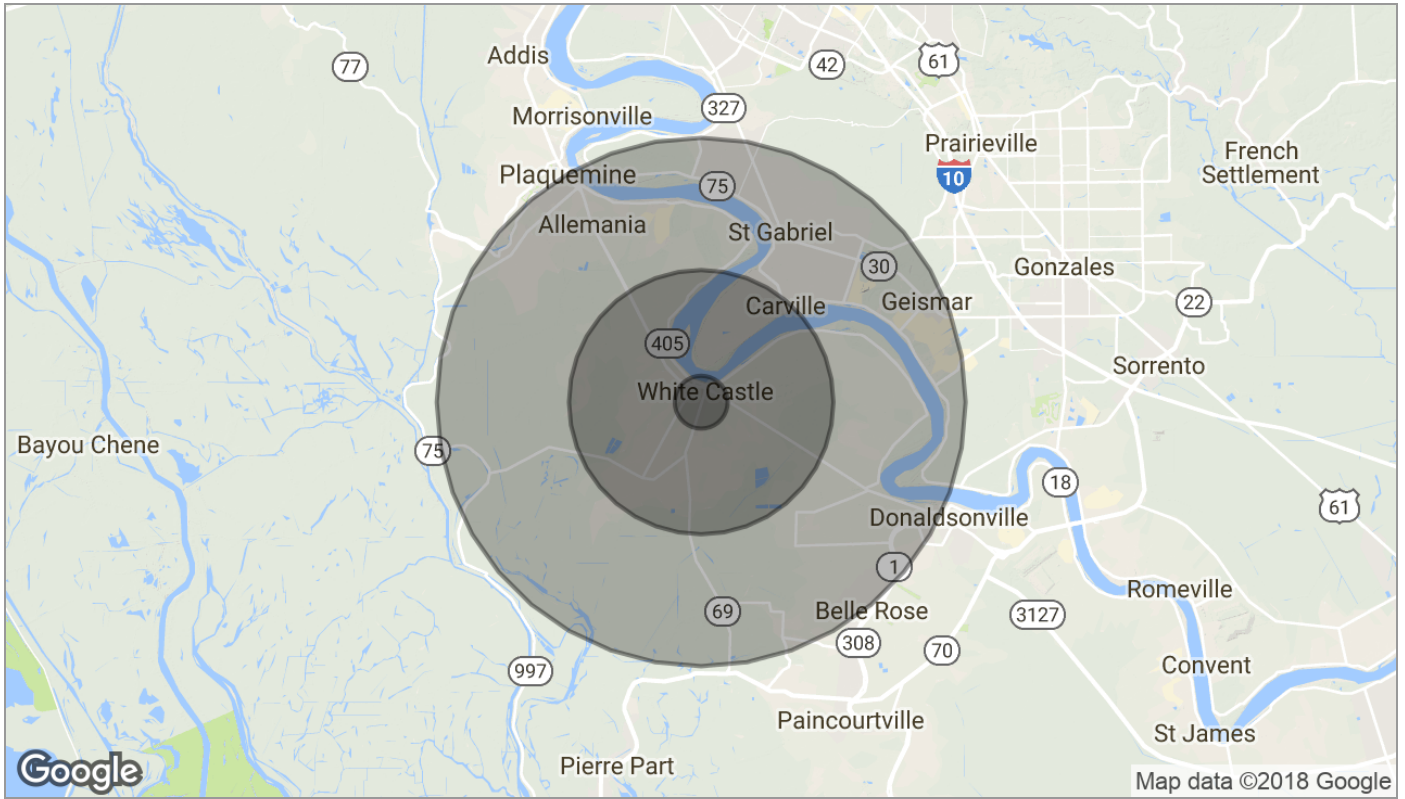 Addis
77
42
61
327
Morrisonville
Prairieville
French
Settlement
10
Plaquemine
75
Allemania
St Gabriel
30
Gonzales
Carville
Geismar
22
405
Sorrento
White Castle
Bayou Chene
75
18
61
Donaldsonville
1
Romeville
69
Belle Rose
3127
308
70
997
Convent
Paincourtville
St James
Pierre Part
Google
Map data ©2018 Google